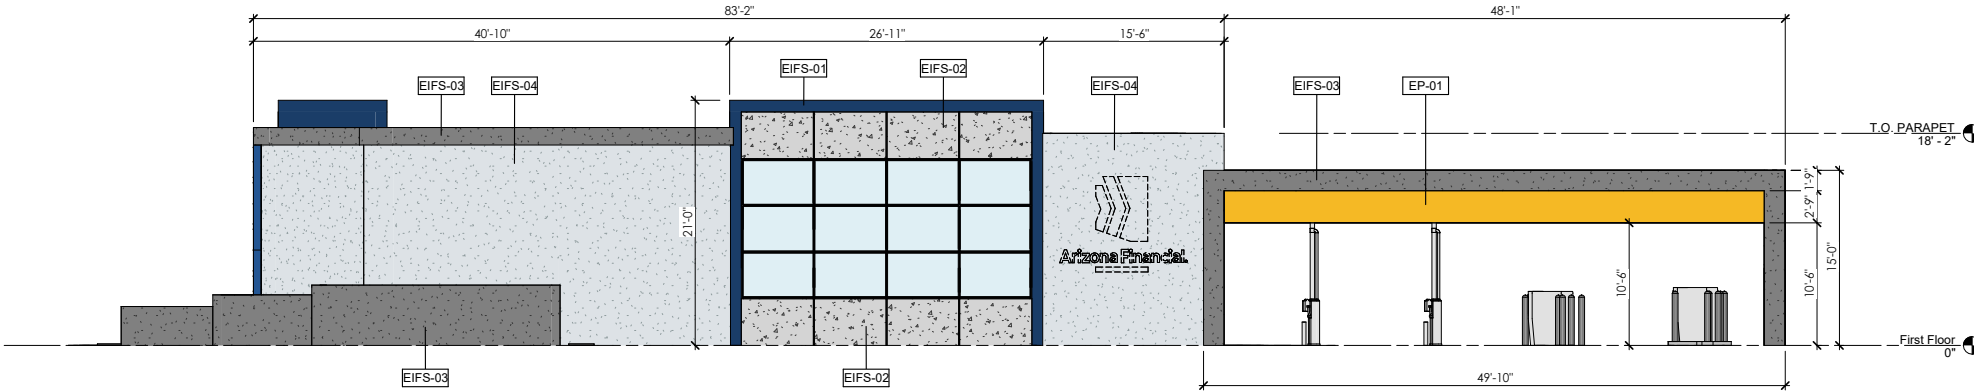 83'-2"
48'-1"
40'-10"
26'-11"
15'-6"
EIFS-01
EIFS-02
EIFS-03
EIFS-04
EIFS-04
EIFS-03
EP-01
T.O. PARAPET
18' - 2"
21'-0"
Arizona Financial
10'-6"
2'-9"
1'-9"
10'-6"
15'-0"
First Floor
0"
EIFS-03
EIFS-02
49'-10"